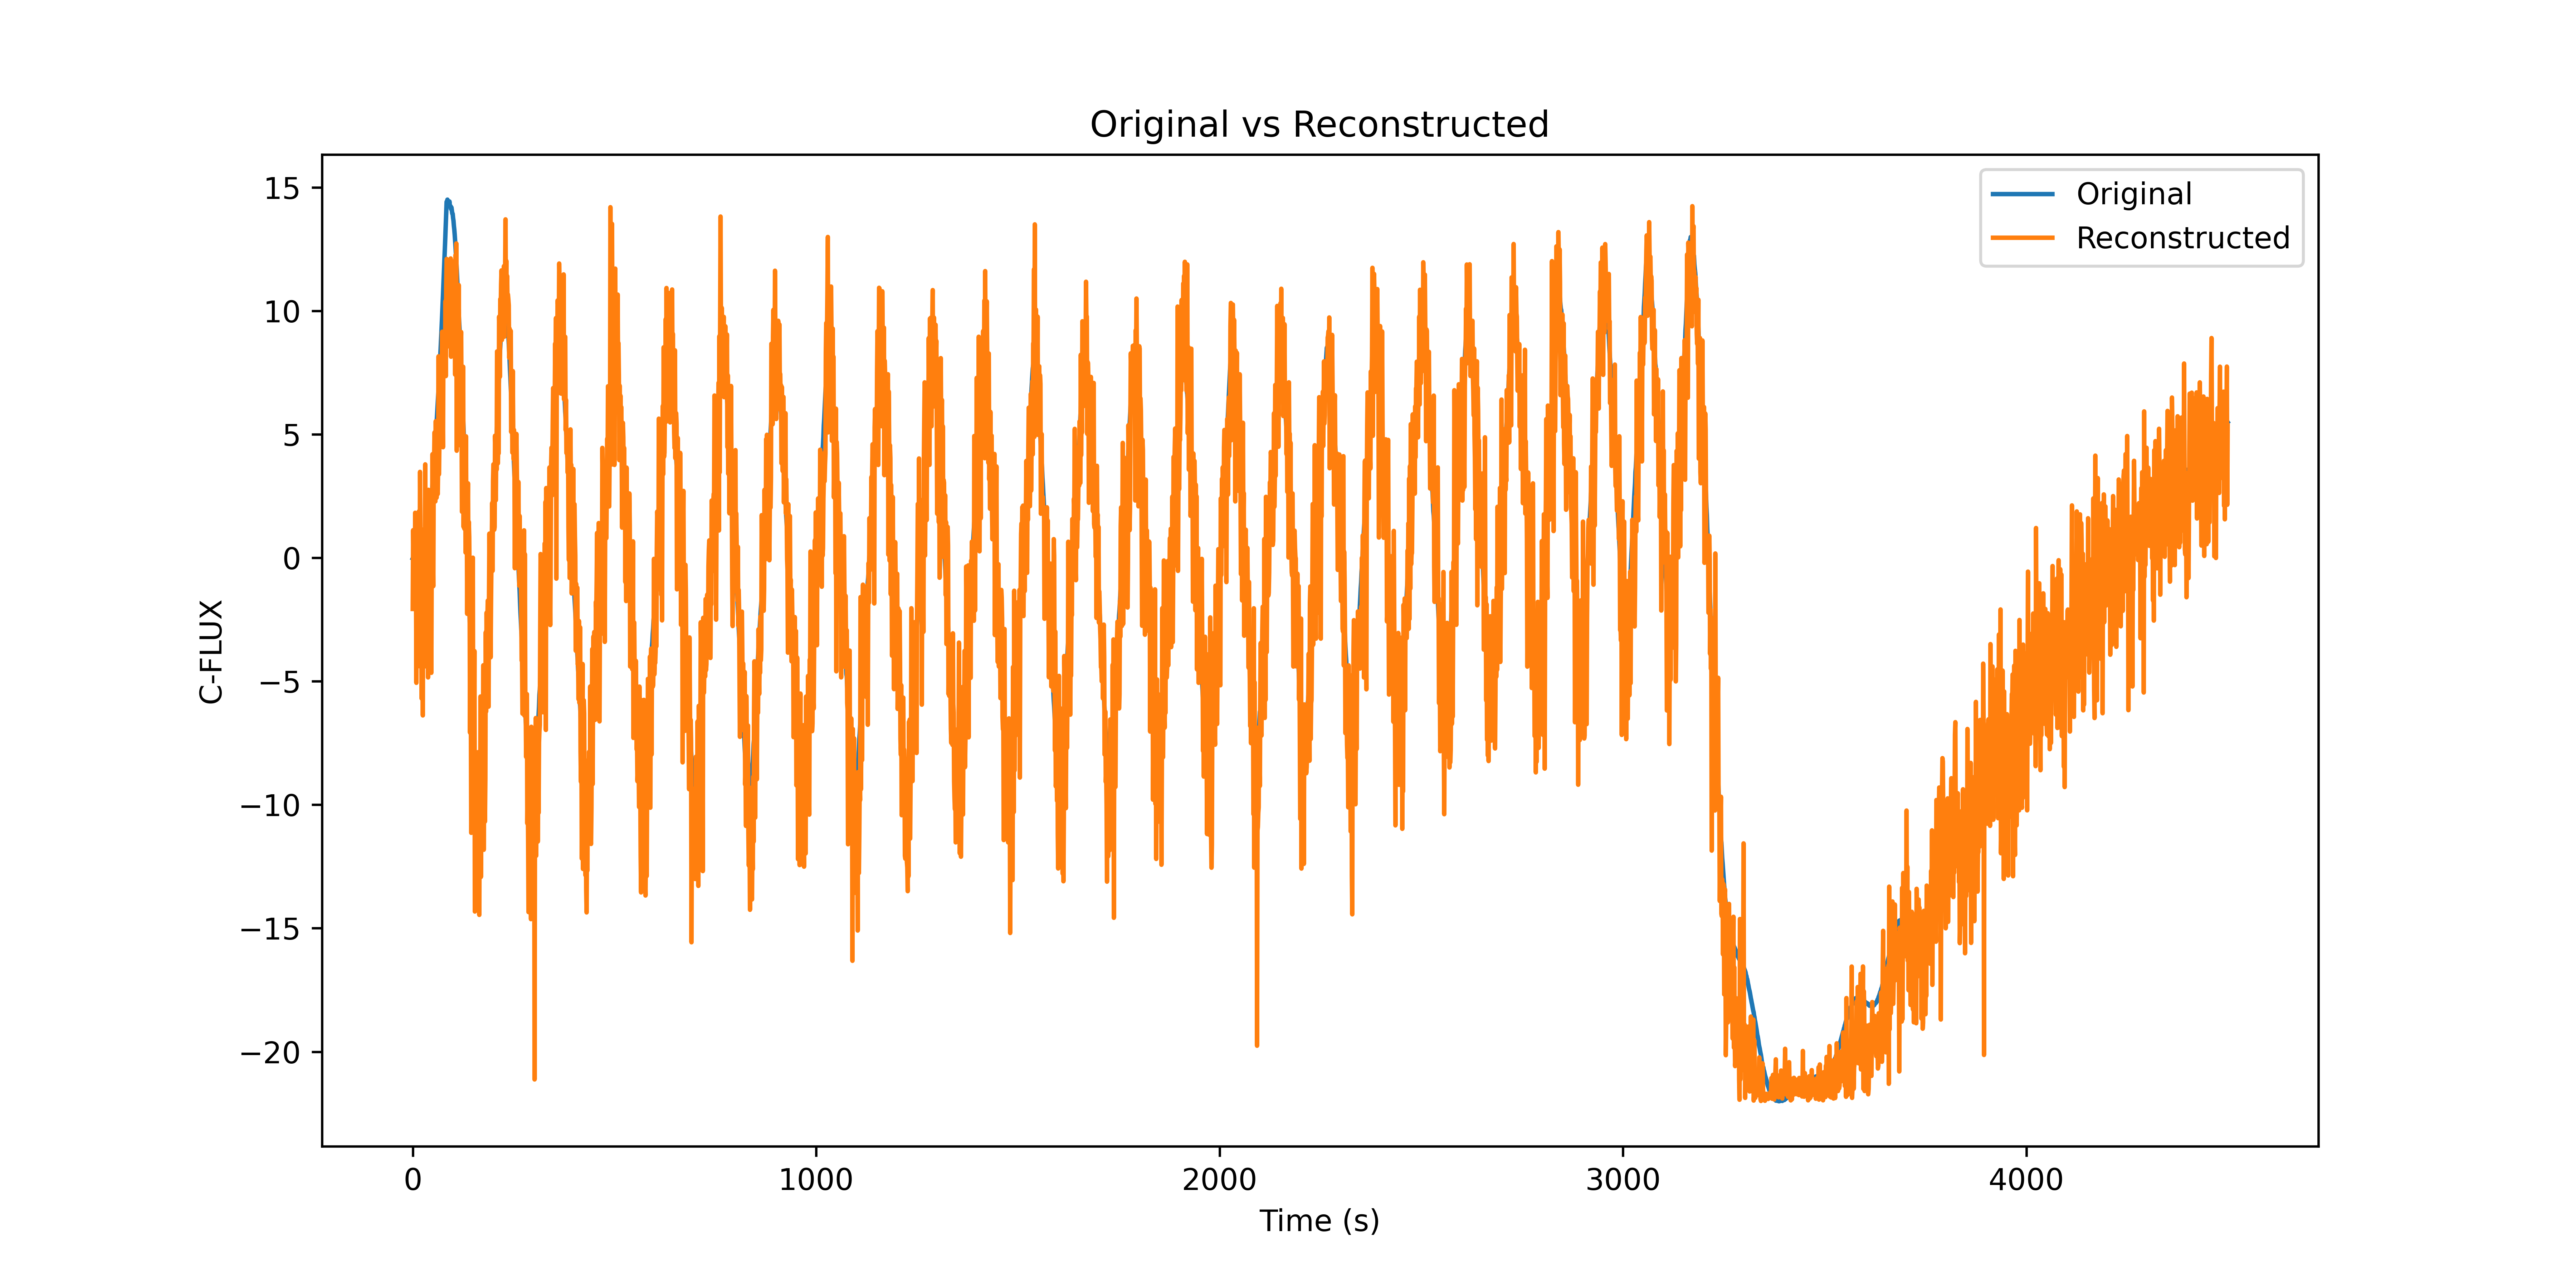 Original vs Reconstructed
Original
Reconstructed
15
10
5
0
−5
−10
−15
−20
C-FLUX
0 1000 2000 3000 4000
Time (s)